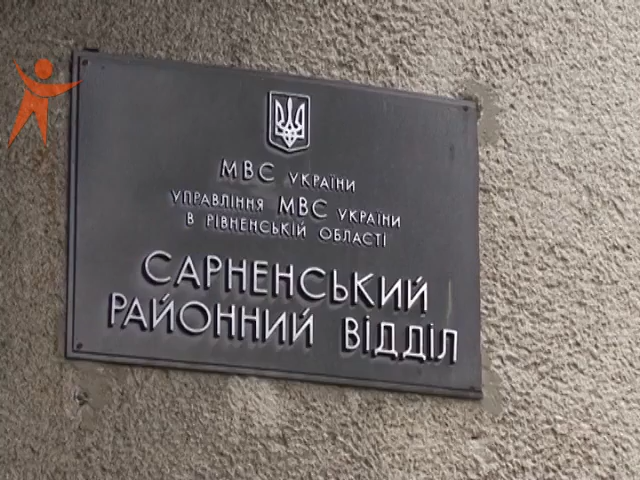 МВС УКРАЇНИ
УПРАВЛІННЯ МВС УКРАЇНИ
В РІВНЕНСЬКІЙ ОБЛАСТІ
САРНЕНСЬКИЙ
РАЙОННИЙ ВІДДІЛ